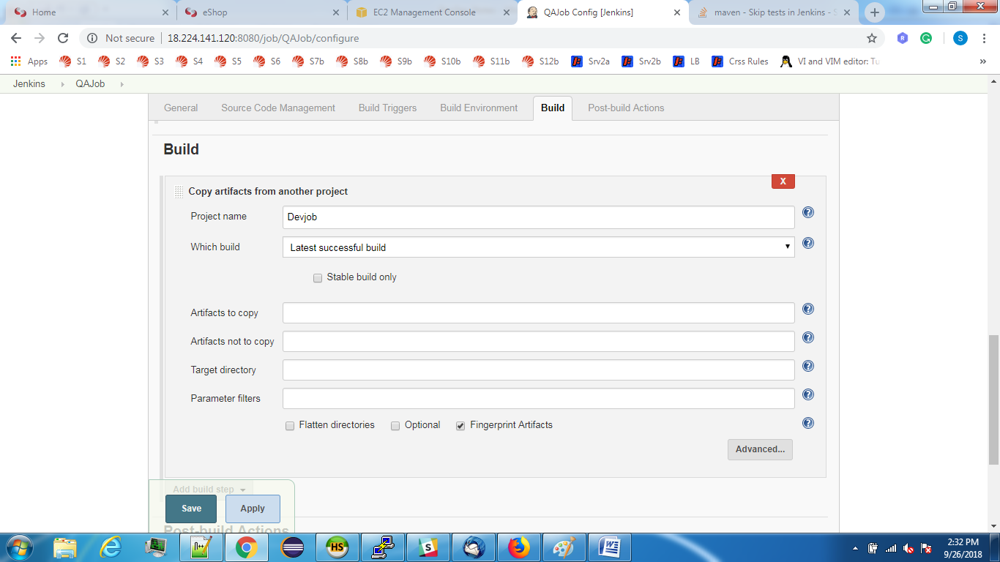 Home
eShop
EC2 Management Console
QAJob Config [Jenkins]
maven - Skip tests in Jenkins - S
Not secure | 18.224.141.120:8080/job/QAJob/configure
S
Apps S1 S2 S3 S4 S5 S6 S7b S8b S9b S10b S11b S12b Srv2a Srv2b LB Crss Rules VI and VIM editor: Tu »
Jenkins QAJob
General Source Code Management Build Triggers Build Environment Build Post-build Actions
Build
X
Copy artifacts from another project
Project name Devjob
Which build Latest successful build
Stable build only
Artifacts to copy
Artifacts not to copy
Target directory
Parameter filters
Flatten directories Optional Fingerprint Artifacts
Advanced...
Add build step
Save Apply
Post-build Actions
2:32 PM
9/26/2018